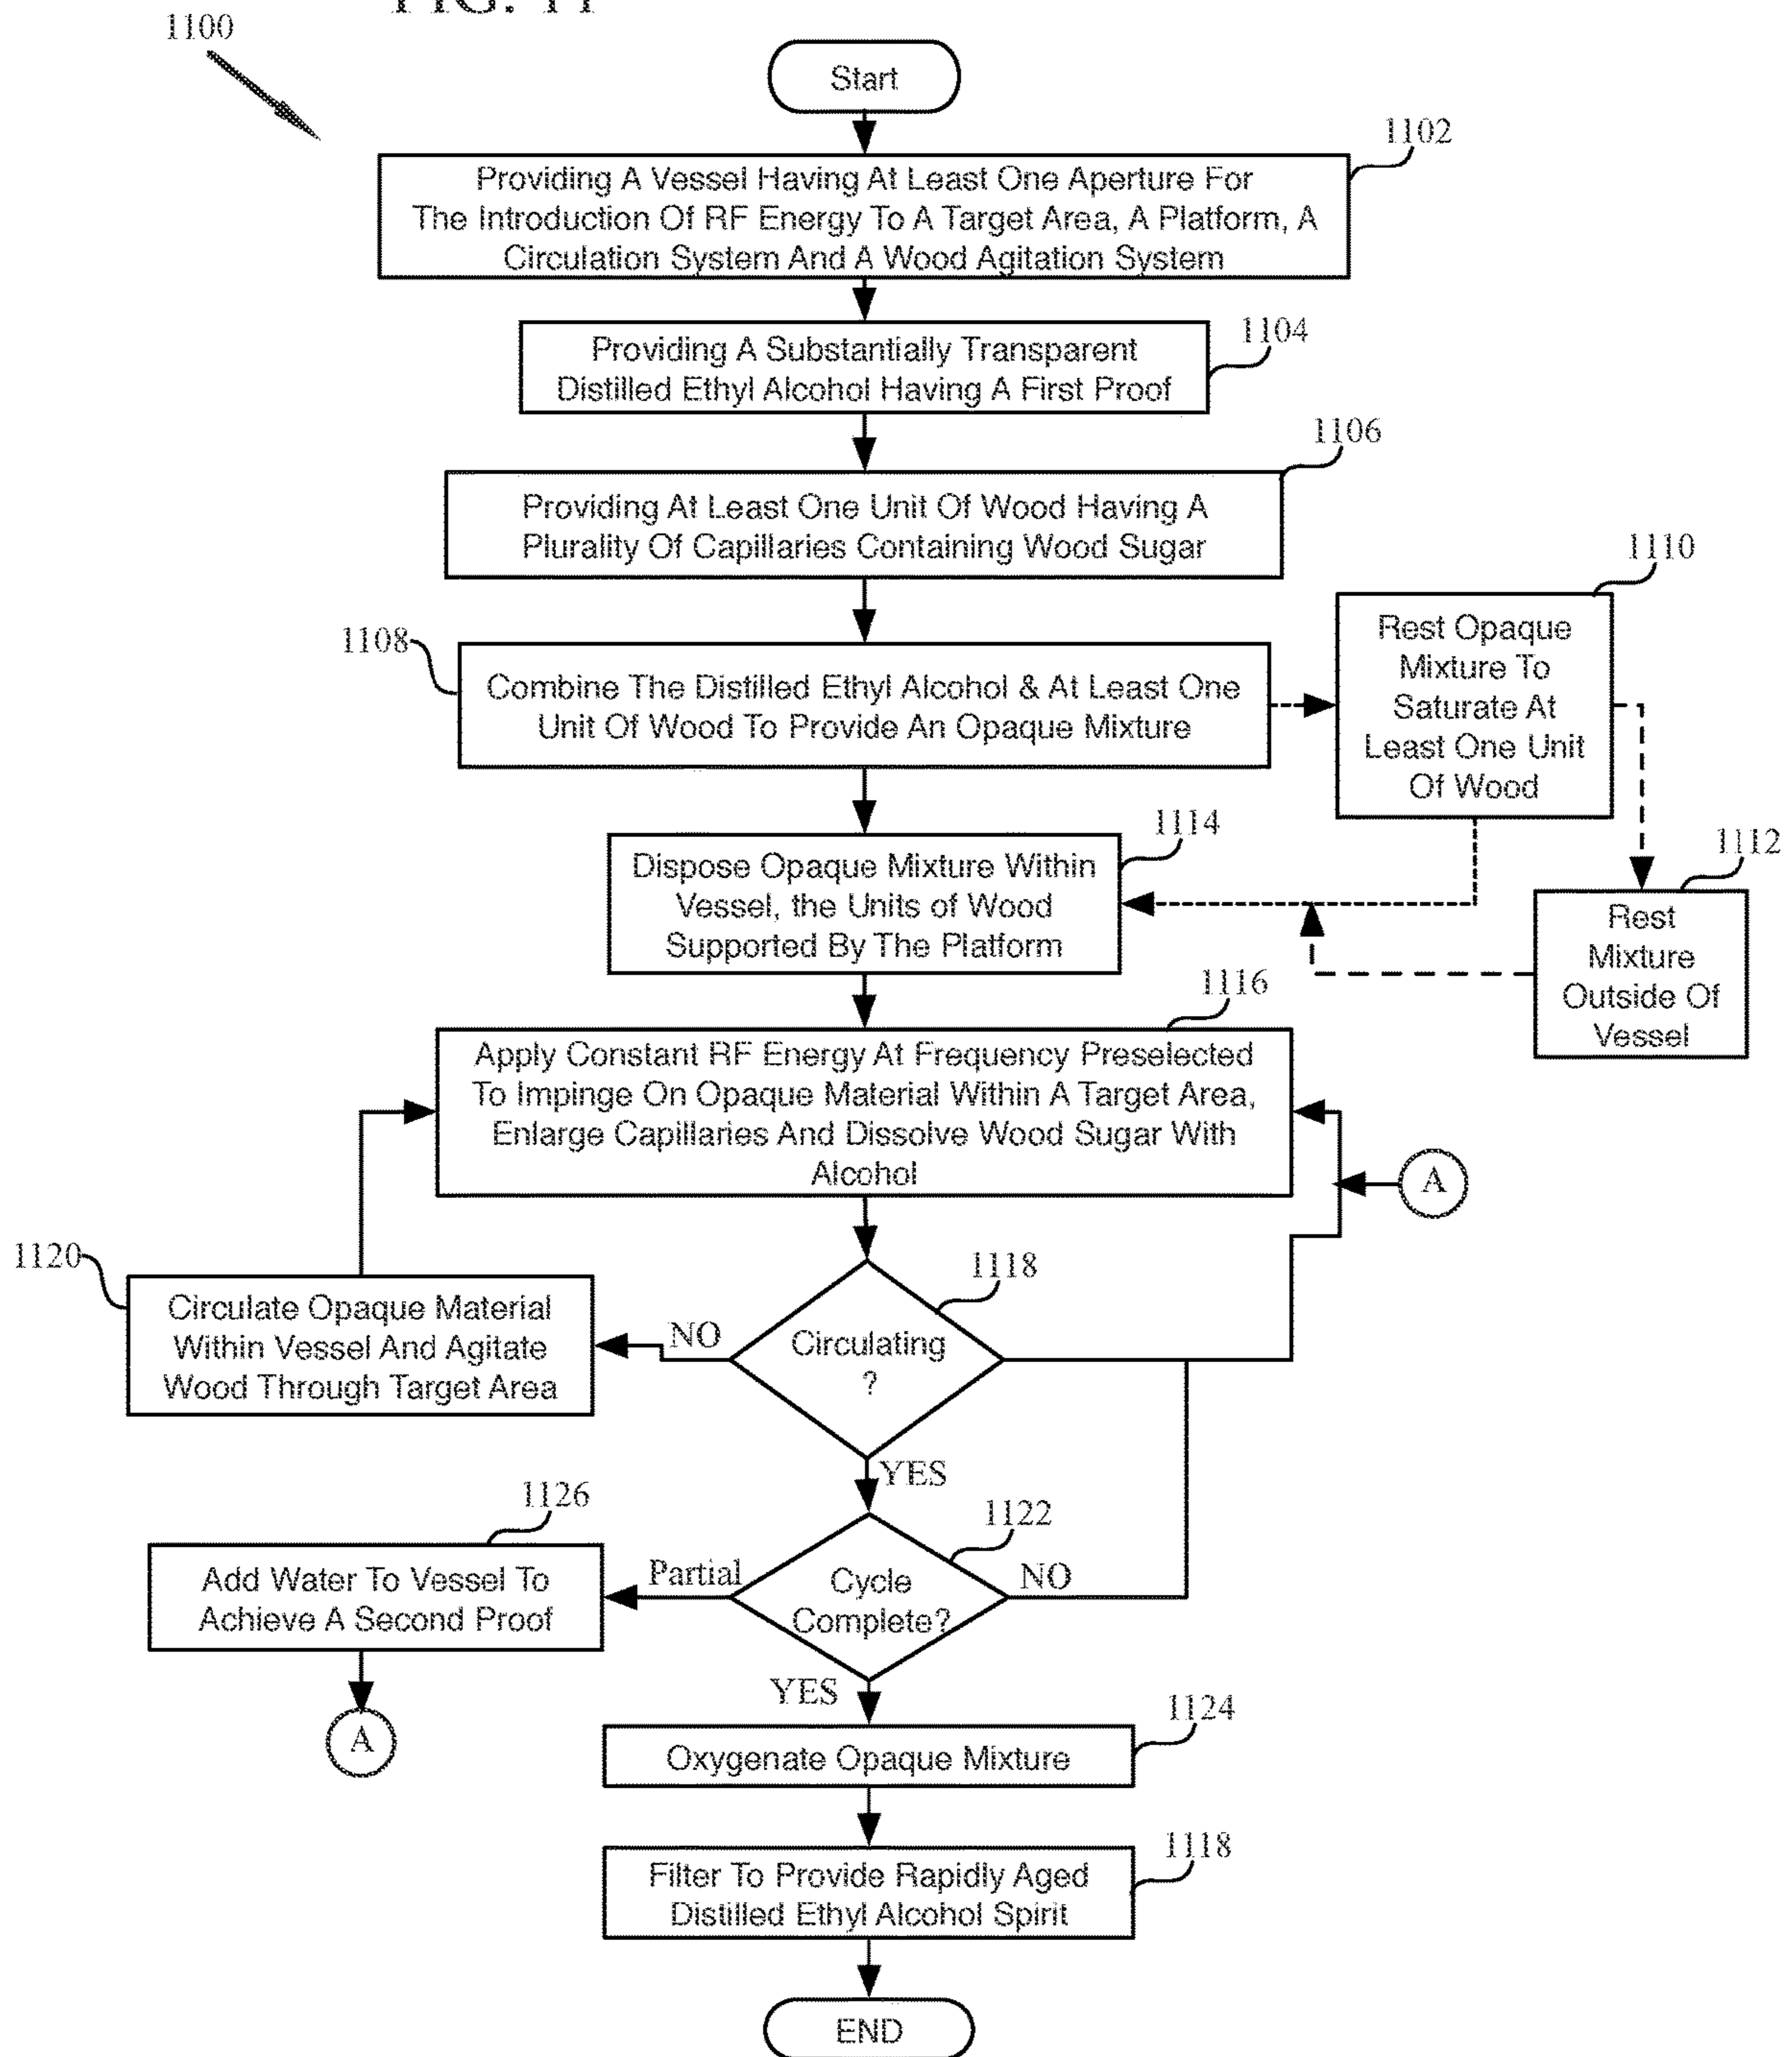 FIG. 11
1100
Start
1102
Providing A Vessel Having At Least One Aperture For
The Introduction Of RF Energy To A Target Area, A Platform, A
Circulation System And A Wood Agitation System
1104
Providing A Substantially Transparent
Distilled Ethyl Alcohol Having A First Proof
1106
Providing At Least One Unit Of Wood Having A
Plurality Of Capillaries Containing Wood Sugar
1108
Combine The Distilled Ethyl Alcohol & At Least One
Unit Of Wood To Provide An Opaque Mixture
1110
Rest Opaque
Mixture To
Saturate At
Least One Unit
Of Wood
1112
Rest
Mixture
Outside Of
Vessel
1114
Dispose Opaque Mixture Within
Vessel, the Units of Wood
Supported By The Platform
1116
Apply Constant RF Energy At Frequency Preselected
To Impinge On Opaque Material Within A Target Area,
Enlarge Capillaries And Dissolve Wood Sugar With
Alcohol
A
1118
Circulating
?
NO
1120
Circulate Opaque Material
Within Vessel And Agitate
Wood Through Target Area
YES
1122
Cycle
Complete?
NO
Partial
1126
Add Water To Vessel To
Achieve A Second Proof
A
YES
1124
Oxygenate Opaque Mixture
1118
Filter To Provide Rapidly Aged
Distilled Ethyl Alcohol Spirit
END